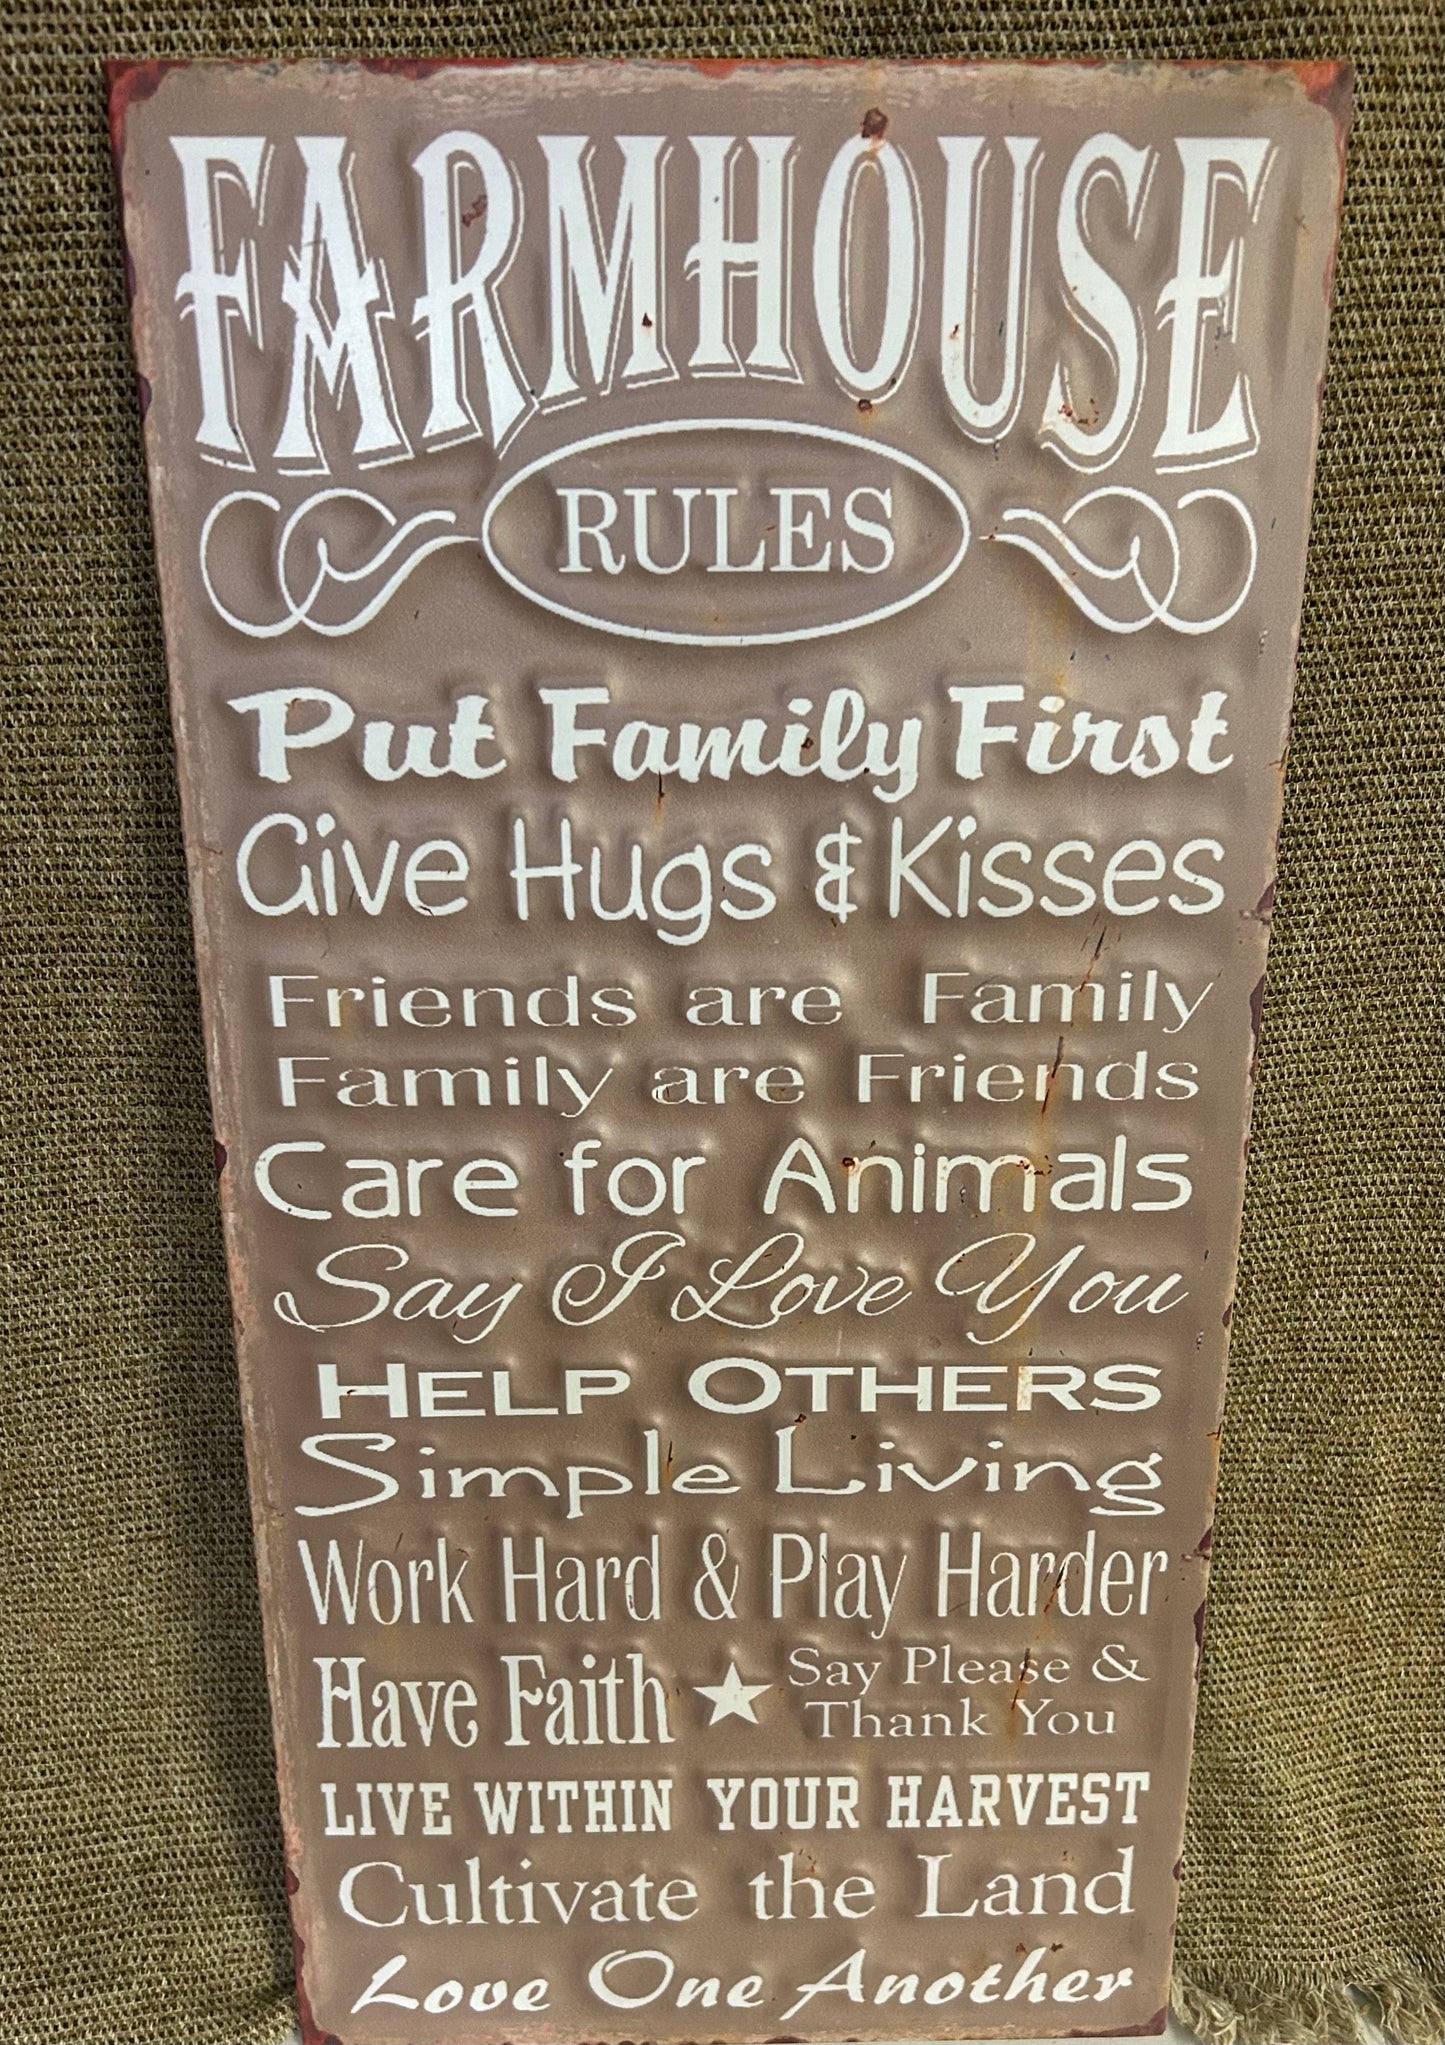 FARMHOUSE
RULES
Put Family First
Give Hugs & Kisses
Friends are Family
Family are Friends
Care for Animals
Say I Love You
HELP OTHERS
Simple Living
Work Hard & Play Harder
Have Faith ★ Say Please &
Thank You
LIVE WITHIN YOUR HARVEST
Cultivate the Land
Love One Another